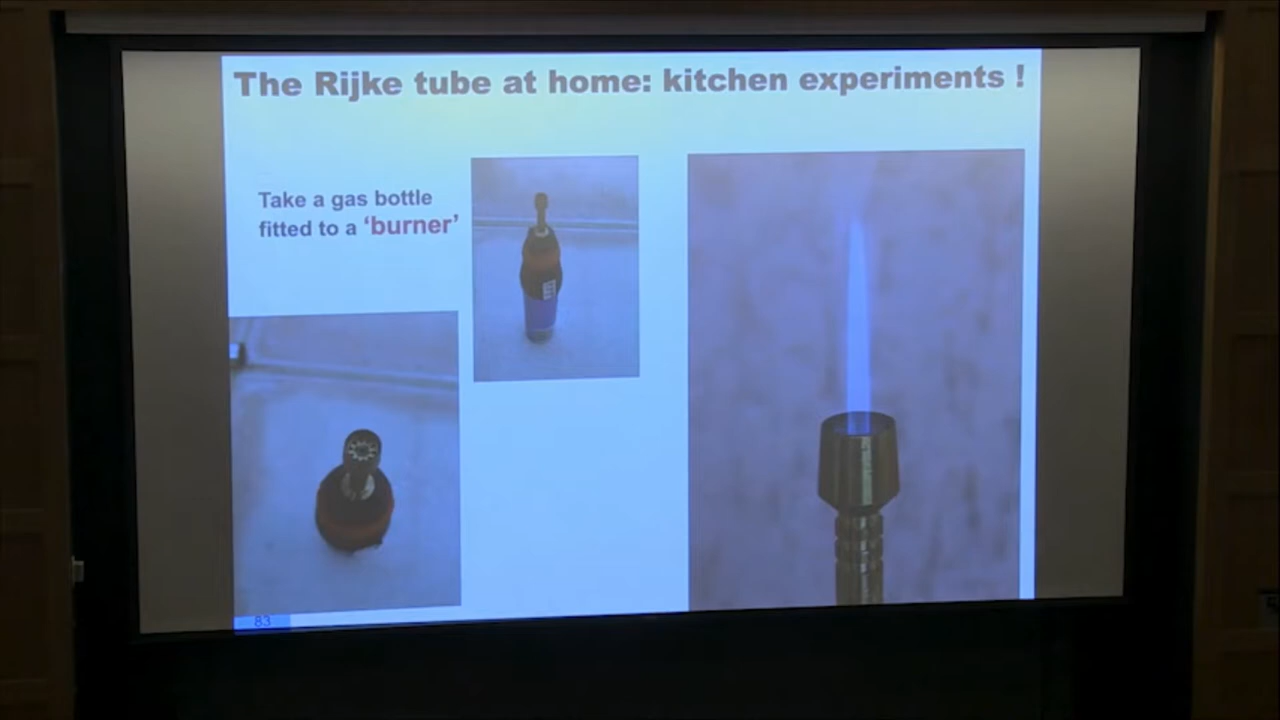 The Rijke tube at home: kitchen experiments !
Take a gas bottle
fitted to a ‘burner’
83